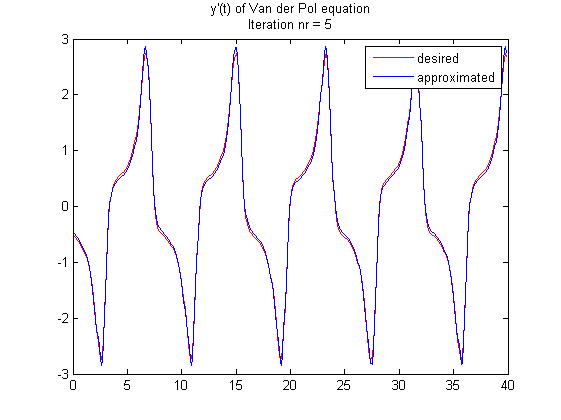 y'(t) of Van der Pol equation
Iteration nr = 5
3
2
1
0
-1
-2
-3
desired
approximated
0 5 10 15 20 25 30 35 40